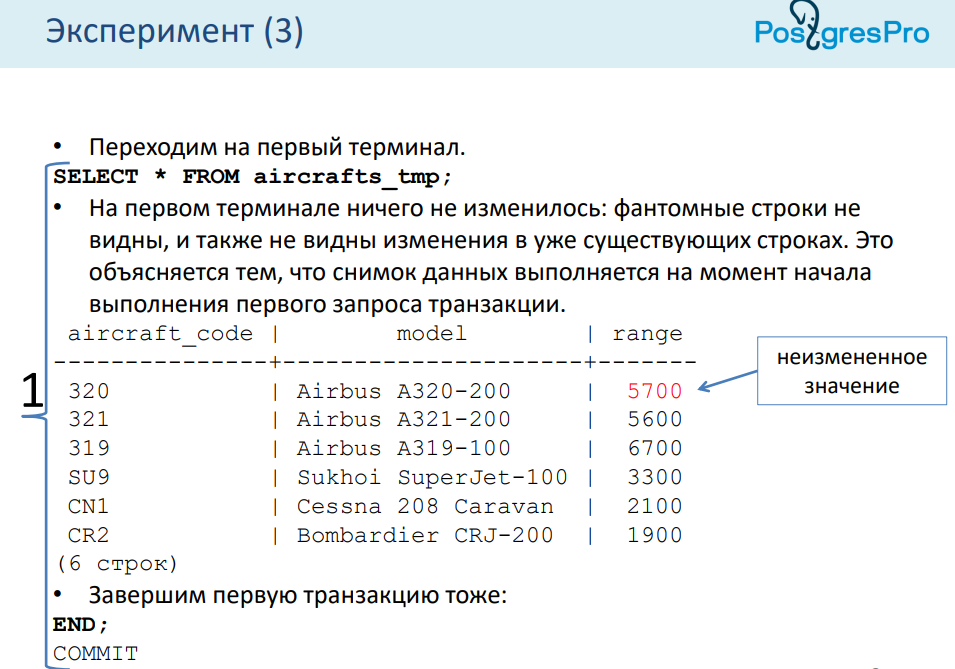 Эксперимент (3)
PostgresPro
• Переходим на первый терминал.
SELECT * FROM aircrafts_tmp;
• На первом терминале ничего не изменилось: фантомные строки не
видны, и также не видны изменения в уже существующих строках. Это
объясняется тем, что снимок данных выполняется на момент начала
выполнения первого запроса транзакции.
aircraft_code | model | range
---------------+---------------------+-------
320 | Airbus A320-200 | 5700
321 | Airbus A321-200 | 5600
319 | Airbus A319-100 | 6700
SU9 | Sukhoi SuperJet-100 | 3300
CN1 | Cessna 208 Caravan | 2100
CR2 | Bombardier CRJ-200 | 1900
(6 строк)
неизмененное
значение
1
• Завершим первую транзакцию тоже:
END;
COMMIT